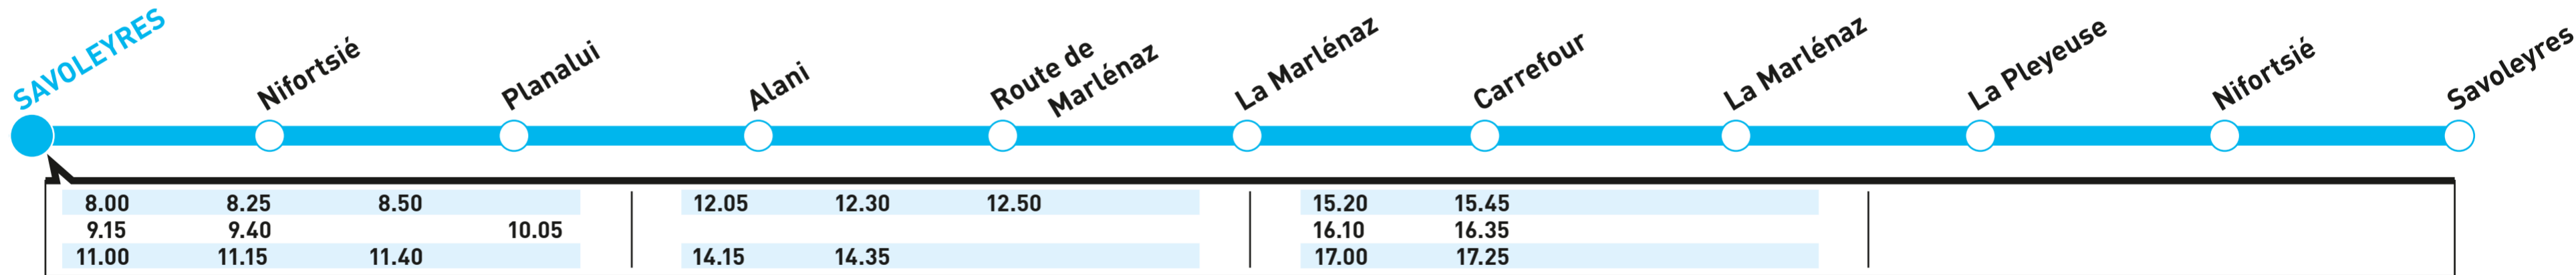 SAVOLEYRES
Nifortsié
Planalui
Alani
Route de
Marlénaz
La Marlénaz
Carrefour
La Marlénaz
La Pleyeuse
Nifortsié
Savoleyres
8.00 8.25 8.50
9.15 9.40 10.05
11.00 11.15 11.40
12.05 12.30 12.50
14.15 14.35
15.20 15.45
16.10 16.35
17.00 17.25